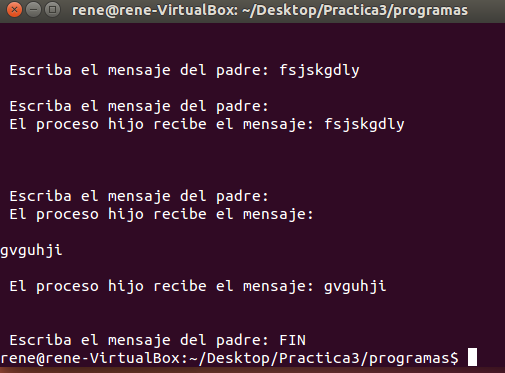 rene@rene-VirtualBox: ~/Desktop/Practica3/programas
Escriba el mensaje del padre: fsjskgdly
Escriba el mensaje del padre:
El proceso hijo recibe el mensaje: fsjskgdly
Escriba el mensaje del padre:
El proceso hijo recibe el mensaje:
gvguhji
El proceso hijo recibe el mensaje: gvguhji
Escriba el mensaje del padre: FIN
rene@rene-VirtualBox:~/Desktop/Practica3/programas$